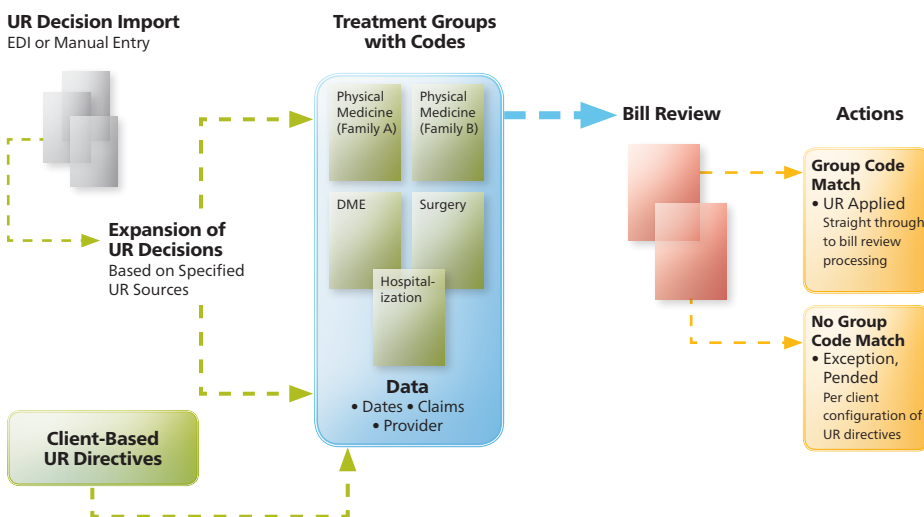 UR Decision Import
EDI or Manual Entry
Expansion of
UR Decisions
Based on Specified
UR Sources
Client-Based
UR Directives
Treatment Groups
with Codes
Physical
Medicine
(Family A)
Physical
Medicine
(Family B)
DME
Surgery
Hospital-
ization
Data
• Dates • Claims
• Provider
Bill Review
Actions
Group Code
Match
• UR Applied
Straight through
to bill review
processing
No Group
Code Match
• Exception,
Pended
Per client
configuration of
UR directives